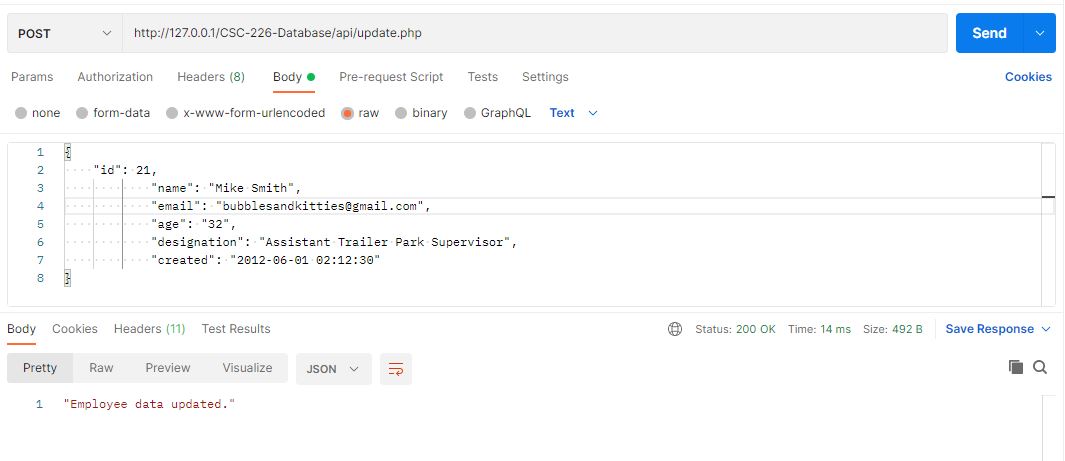 POST http://127.0.0.1/CSC-226-Database/api/update.php Send
Params Authorization Headers (8) Body Pre-request Script Tests Settings Cookies
none form-data x-www-form-urlencoded raw binary GraphQL Text
1 {
2 "id": 21,
3 "name": "Mike Smith",
4 "email": "bubblesandkitties@gmail.com",
5 "age": "32",
6 "designation": "Assistant Trailer Park Supervisor",
7 "created": "2012-06-01 02:12:30"
8 }
Body Cookies Headers (11) Test Results Status: 200 OK Time: 14 ms Size: 492 B Save Response
Pretty Raw Preview Visualize JSON
1 "Employee data updated."